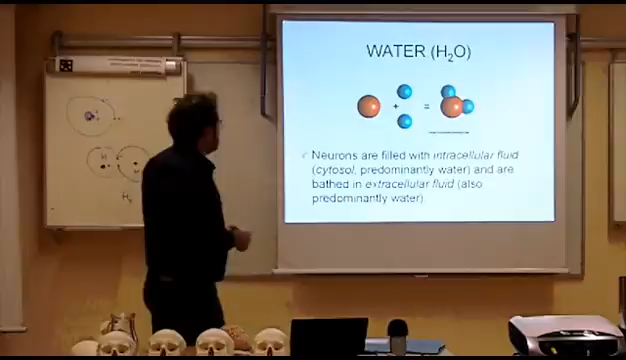 WATER (H₂O)
+ =
Neurons are filled with intracellular fluid
(cytosol, predominantly water) and are
bathed in extracellular fluid (also
predominantly water)
H